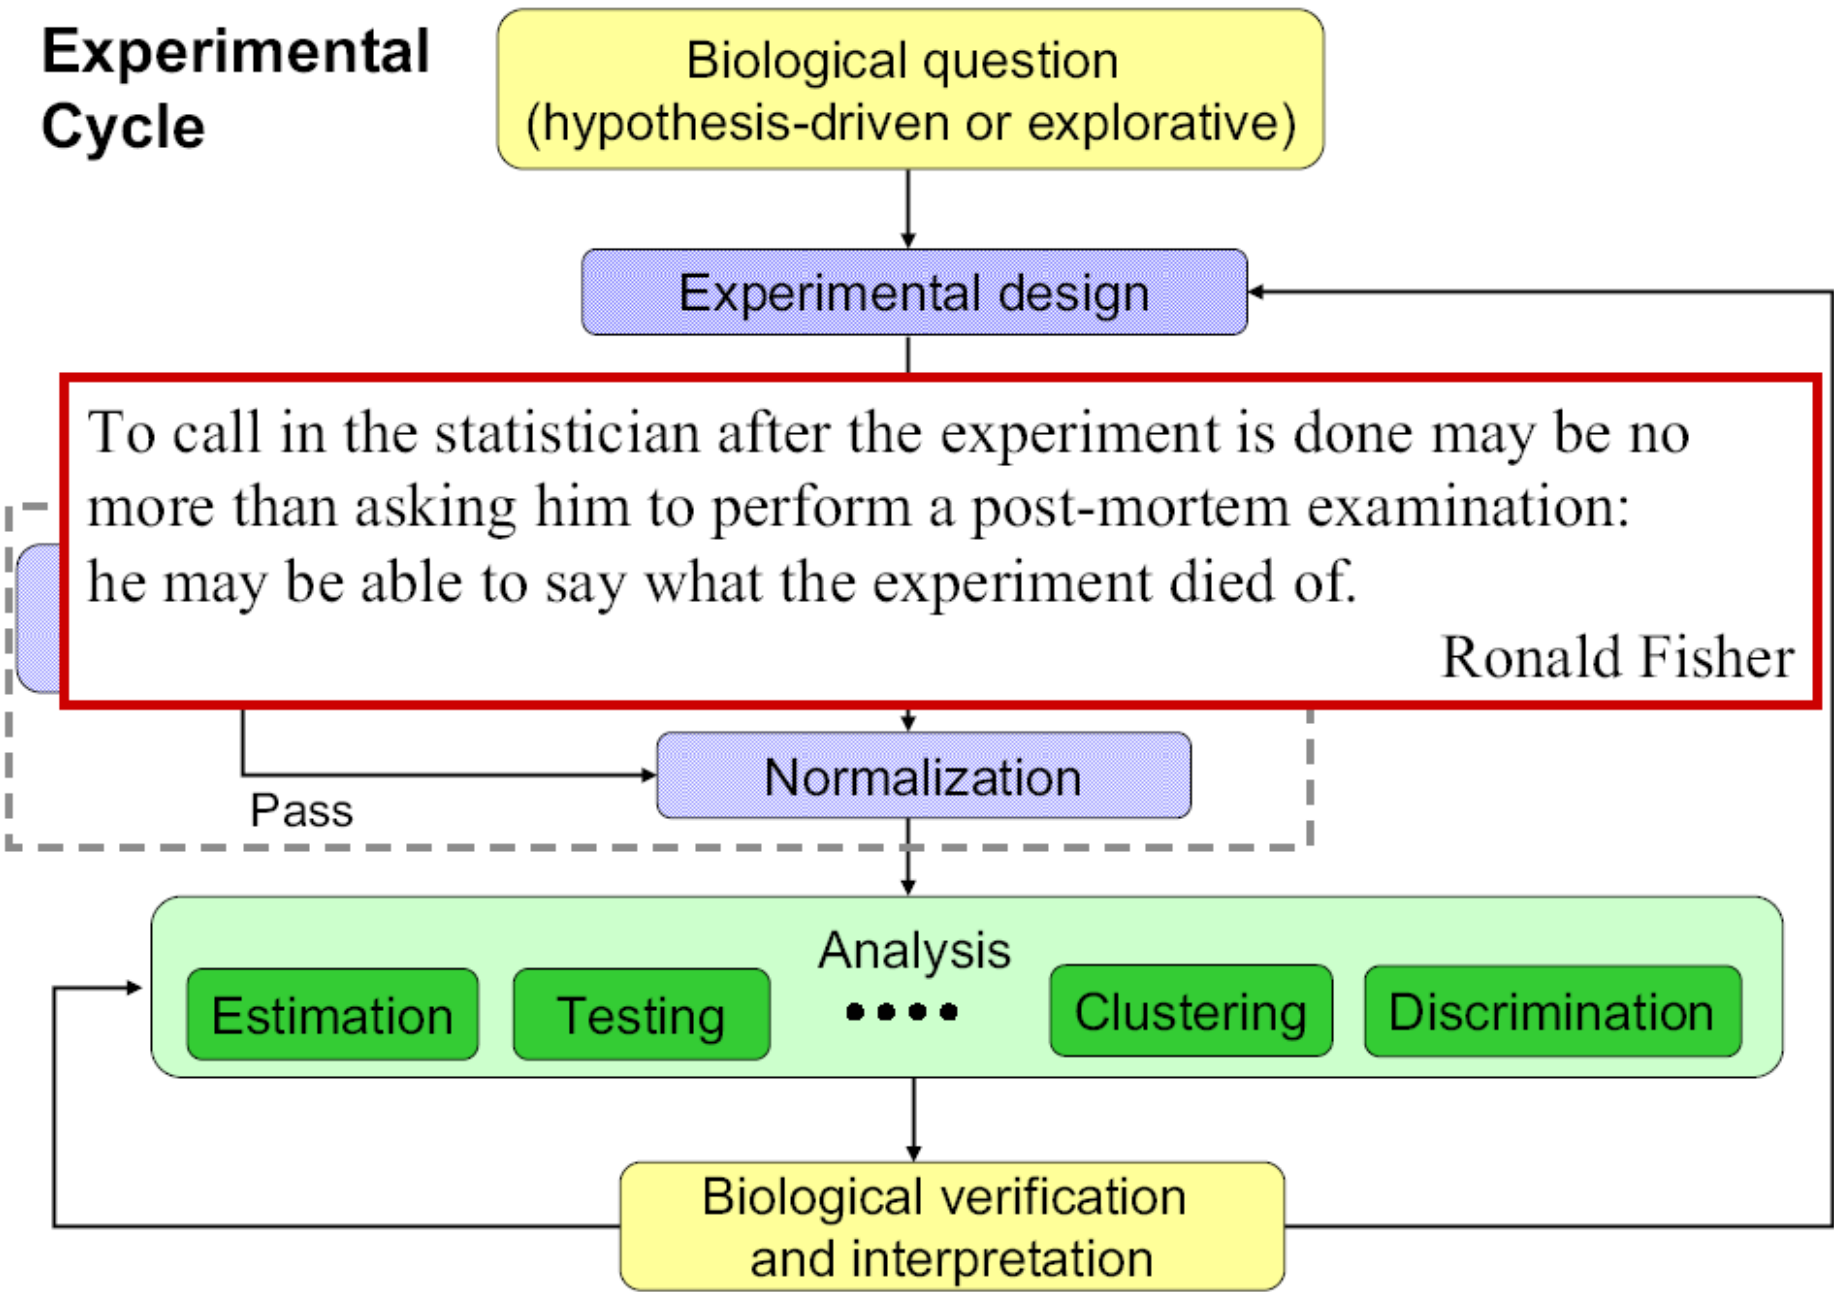 Experimental
Cycle
Biological question
(hypothesis-driven or explorative)
Experimental design
To call in the statistician after the experiment is done may be no
more than asking him to perform a post-mortem examination:
he may be able to say what the experiment died of.
Ronald Fisher
Normalization
Pass
Analysis
Estimation
Testing
Clustering
Discrimination
Biological verification
and interpretation